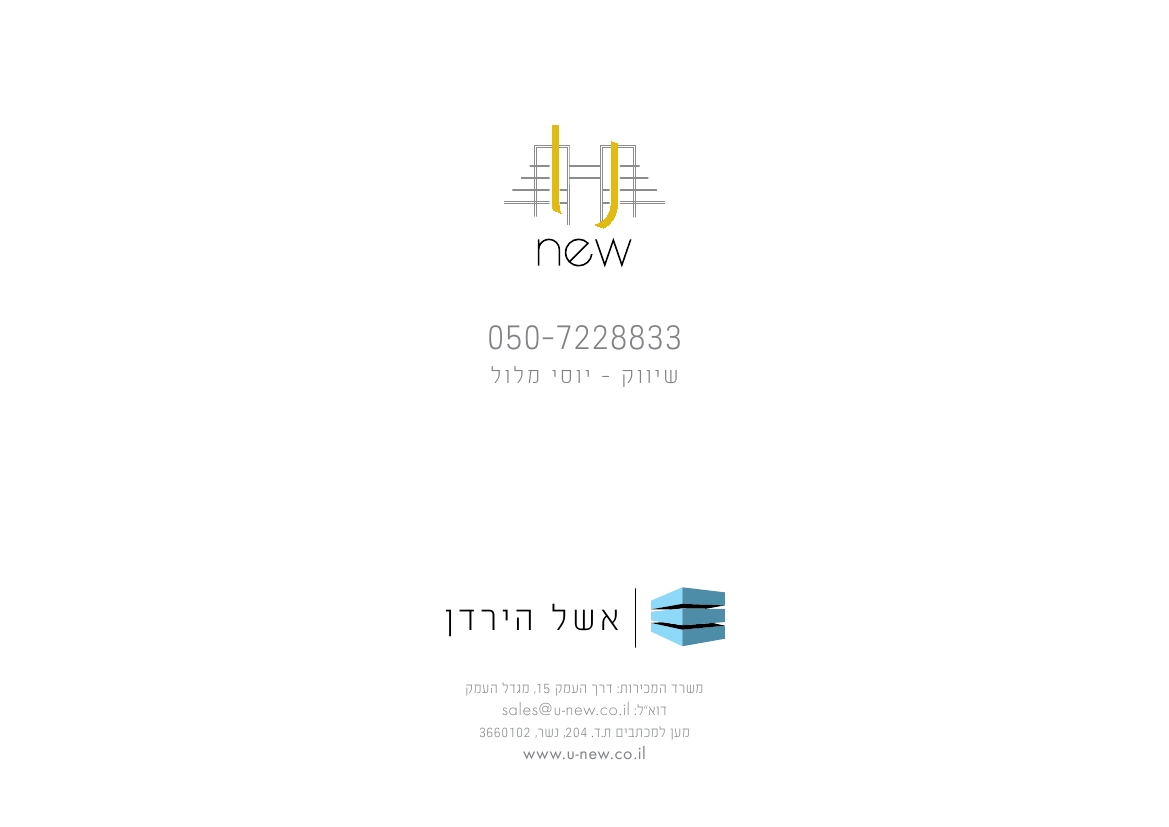 new
050-7228833
שיווק - יוסי מלול
אשל הירדן
משרד המכירות: דרך העמק 15, מגדל העמק
דוא״ל: sales@u-new.co.il
מען למכתבים ת.ד. 204, נשר, 3660102
www.u-new.co.il